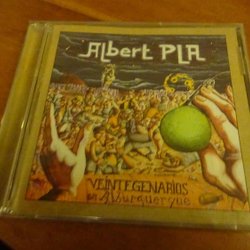 Albert PLA
VEINTEGENARIOS
en Alburquerque